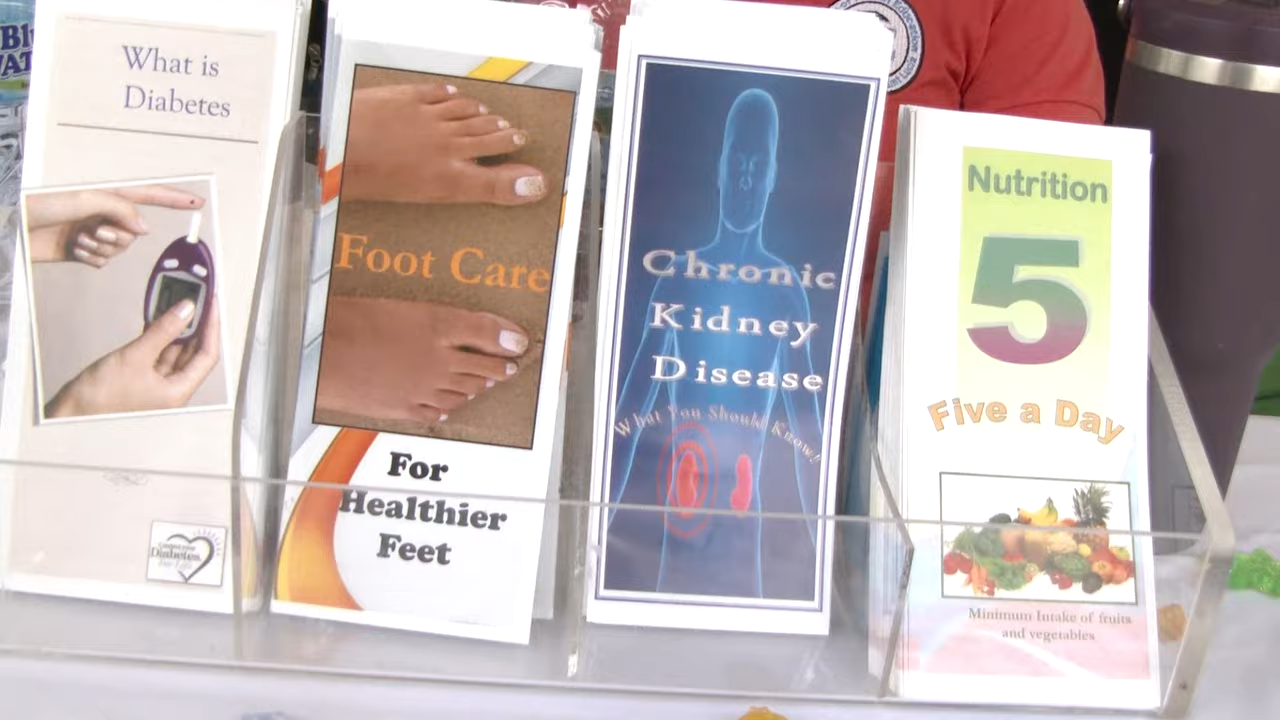 What is
Diabetes
Diabetes
Foot Care
For
Healthier
Feet
Chronic
Kidney
Disease
What You Should Know!
Nutrition
5
Five a Day
Minimum Intake of fruits
and vegetables
Education